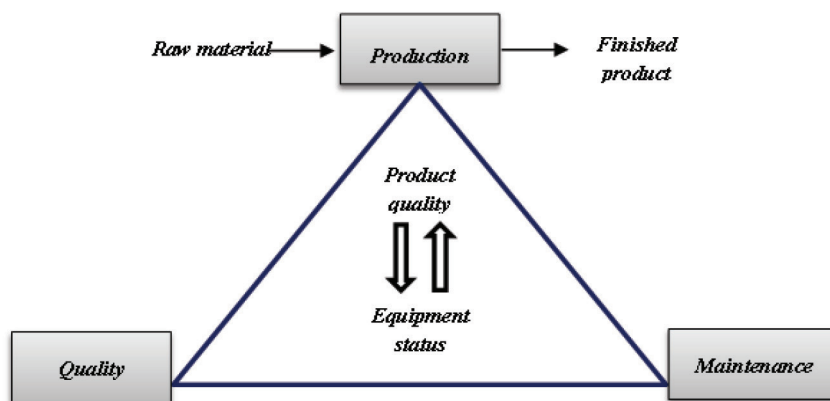 Raw material
Production
Finished
product
Product
quality
Equipment
status
Quality
Maintenance